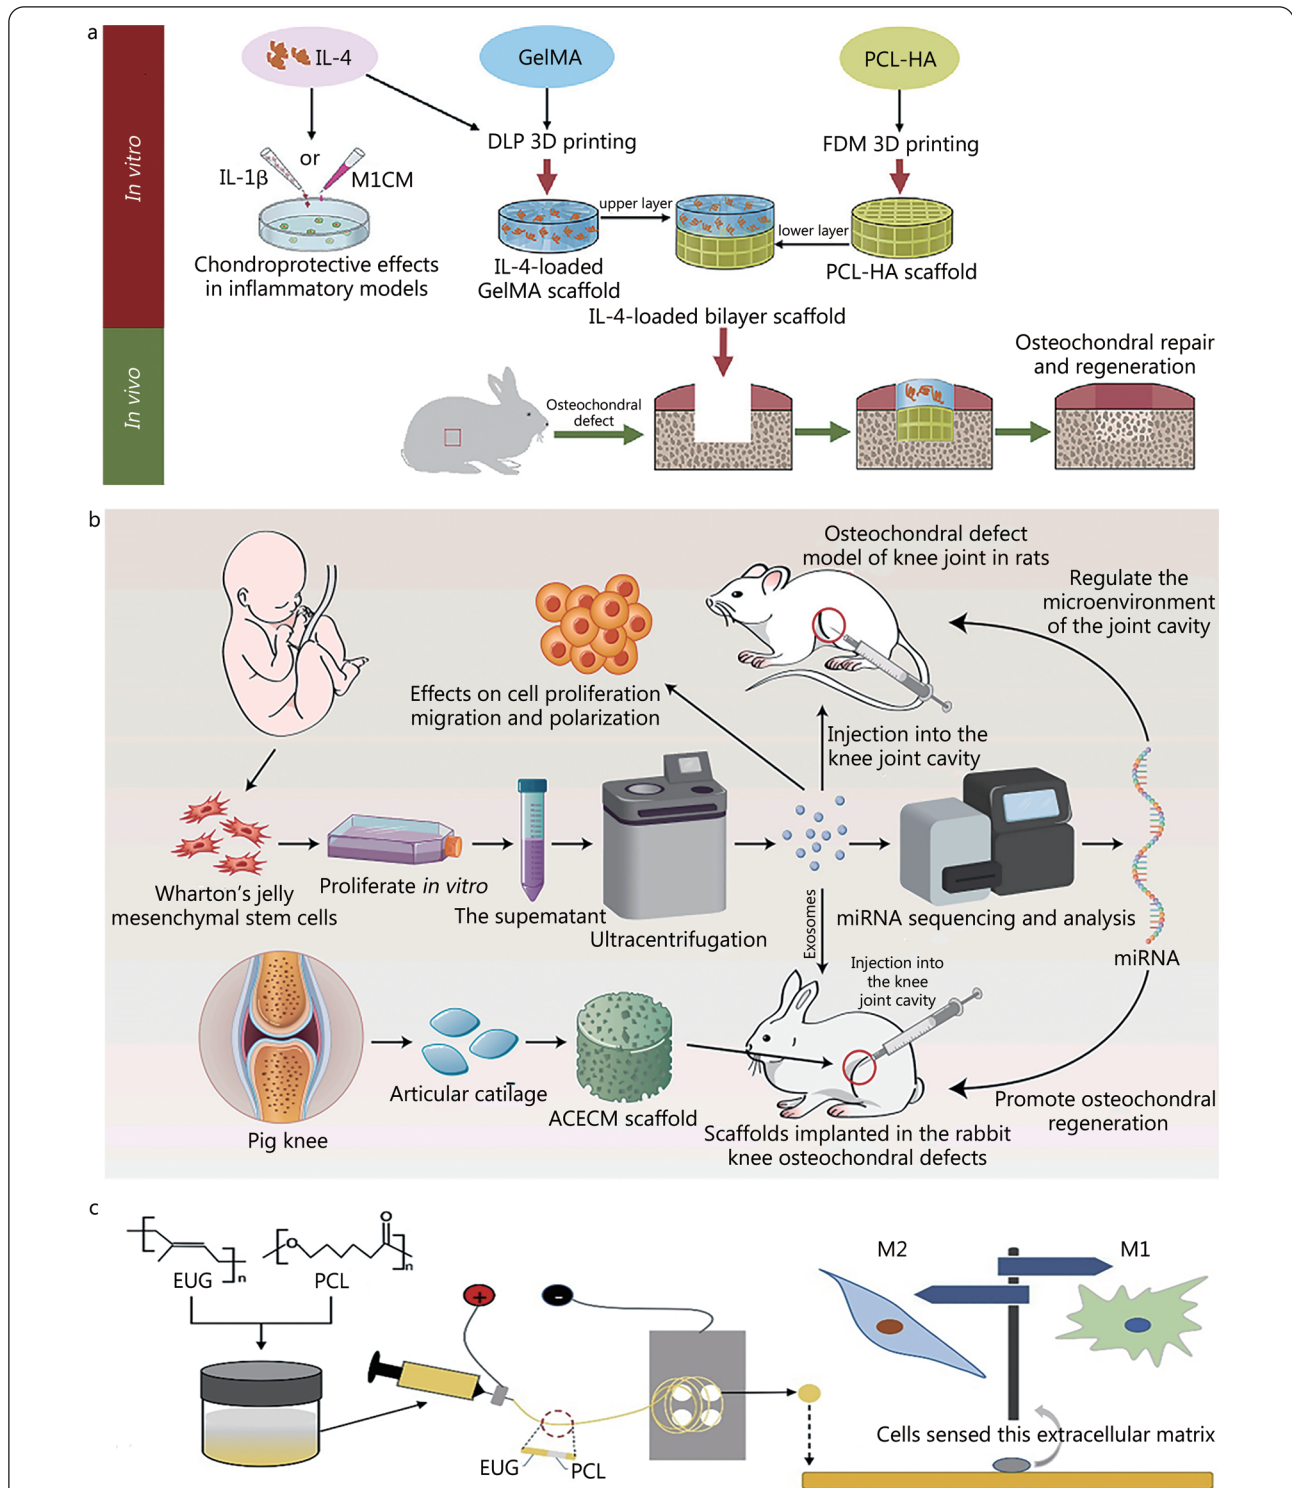 a
In vitro
IL-4
GelMA
PCL-HA
or
IL-1β
M1CM
DLP 3D printing
FDM 3D printing
upper layer
lower layer
Chondroprotective effects
in inflammatory models
IL-4-loaded
GelMA scaffold
PCL-HA scaffold
IL-4-loaded bilayer scaffold
In vivo
Osteochondral
defect
Osteochondral repair
and regeneration
b
Osteochondral defect
model of knee joint in rats
Regulate the
microenvironment
of the joint cavity
Effects on cell proliferation
migration and polarization
Injection into the
knee joint cavity
Wharton's jelly
mesenchymal stem cells
Proliferate in vitro
The supematant
Ultracentrifugation
Exosomes
miRNA sequencing and analysis
miRNA
Injection into
the knee
joint cavity
Pig knee
Articular catilage
ACECM scaffold
Scaffolds implanted in the rabbit
knee osteochondral defects
Promote osteochondral
regeneration
c
O
O
n
n
EUG
PCL
+
-
EUG
PCL
M2
M1
Cells sensed this extracellular matrix